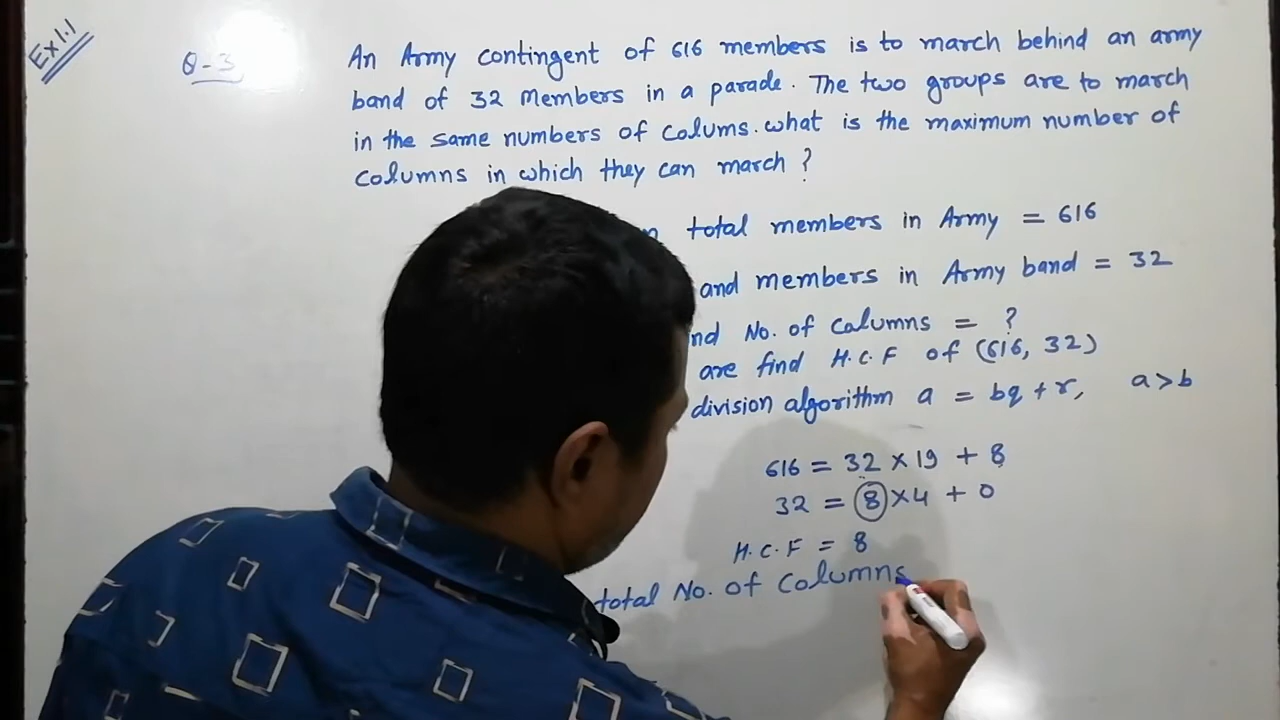 Ex 1.1
Q-3
An Army contingent of 616 members is to march behind an army
band of 32 members in a parade. The two groups are to march
in the same numbers of colums. what is the maximum number of
columns in which they can march ?
total members in Army = 616
and members in Army band = 32
No. of columns = ?
are find H.C.F of (616, 32)
division algorithm a = bq + r, a > b
616 = 32 × 19 + 8
32 = 8 × 4 + 0
H.C.F = 8
total No. of columns